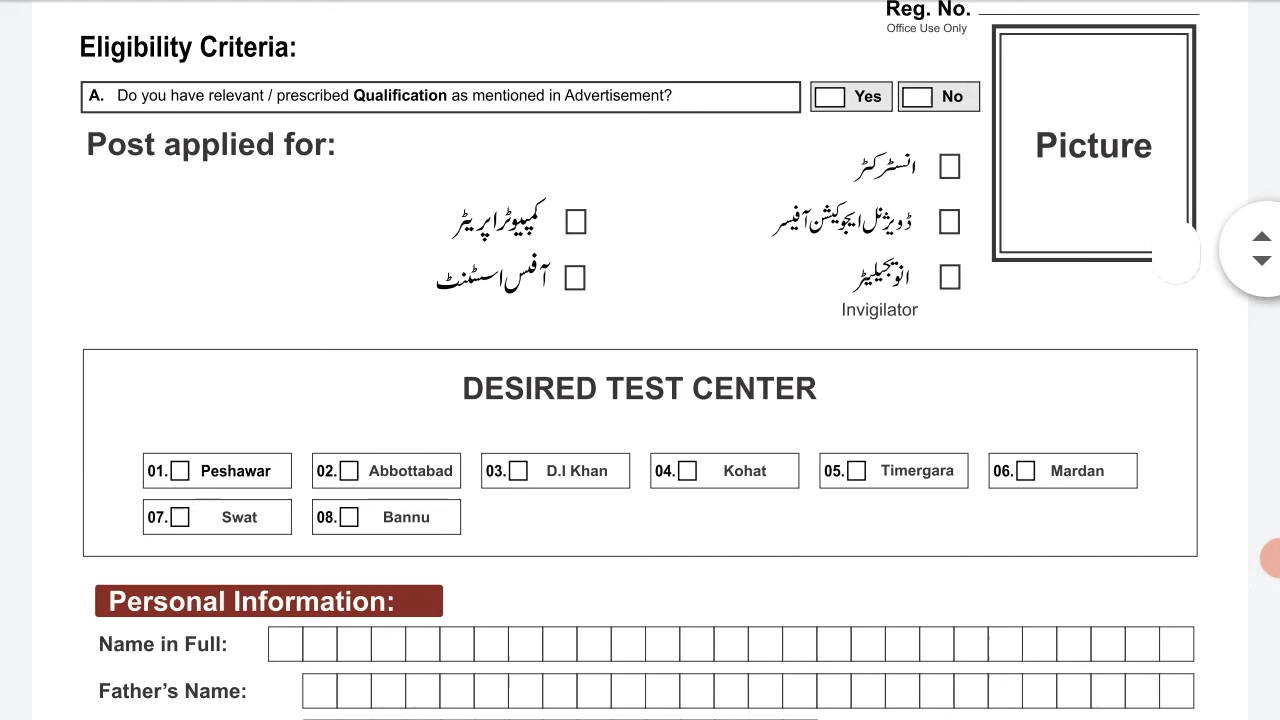 Reg. No.
Office Use Only
Eligibility Criteria:
A. Do you have relevant / prescribed Qualification as mentioned in Advertisement? Yes No
Picture
Post applied for:
انسٹرکٹر
ڈویژنل ایجوکیشن آفیسر
کمپیوٹر اپریٹر
انویجیلیٹر
آفس اسسٹنٹ
Invigilator
DESIRED TEST CENTER
01. Peshawar 02. Abbottabad 03. D.I Khan 04. Kohat 05. Timergara 06. Mardan
07. Swat 08. Bannu
Personal Information:
Name in Full:
Father’s Name: